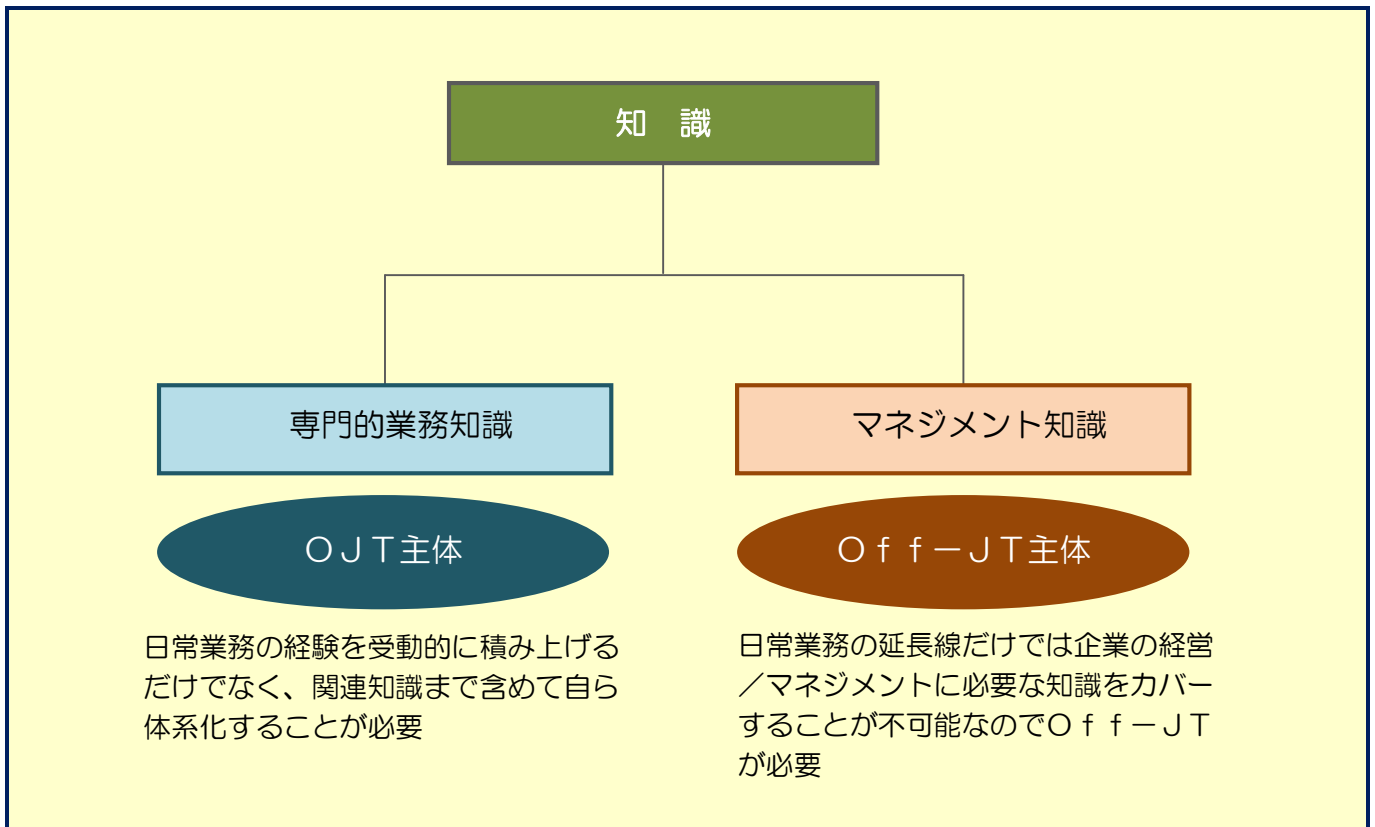 知　識
専門的業務知識
マネジメント知識
ＯＪＴ主体
Ｏｆｆ－ＪＴ主体
日常業務の経験を受動的に積み上げる
だけでなく、関連知識まで含めて自ら
体系化することが必要
日常業務の延長線だけでは企業の経営
／マネジメントに必要な知識をカバー
することが不可能なのでＯｆｆ－ＪＴ
が必要